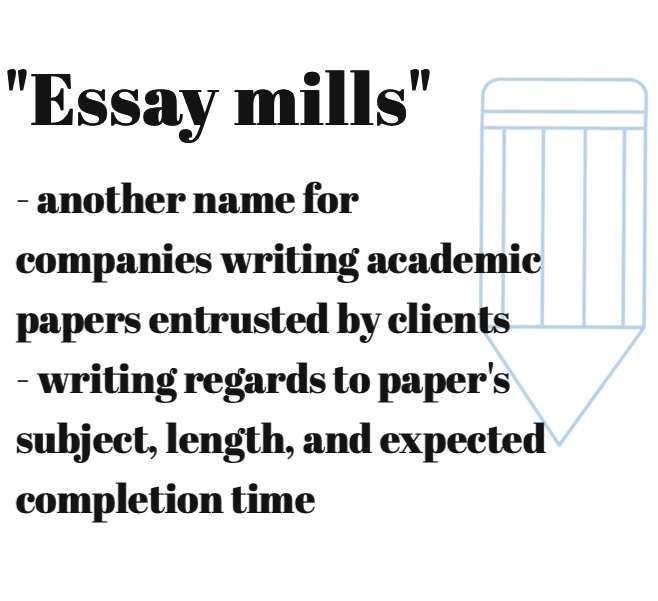 "Essay mills"
- another name for
companies writing academic
papers entrusted by clients
- writing regards to paper's
subject, length, and expected
completion time